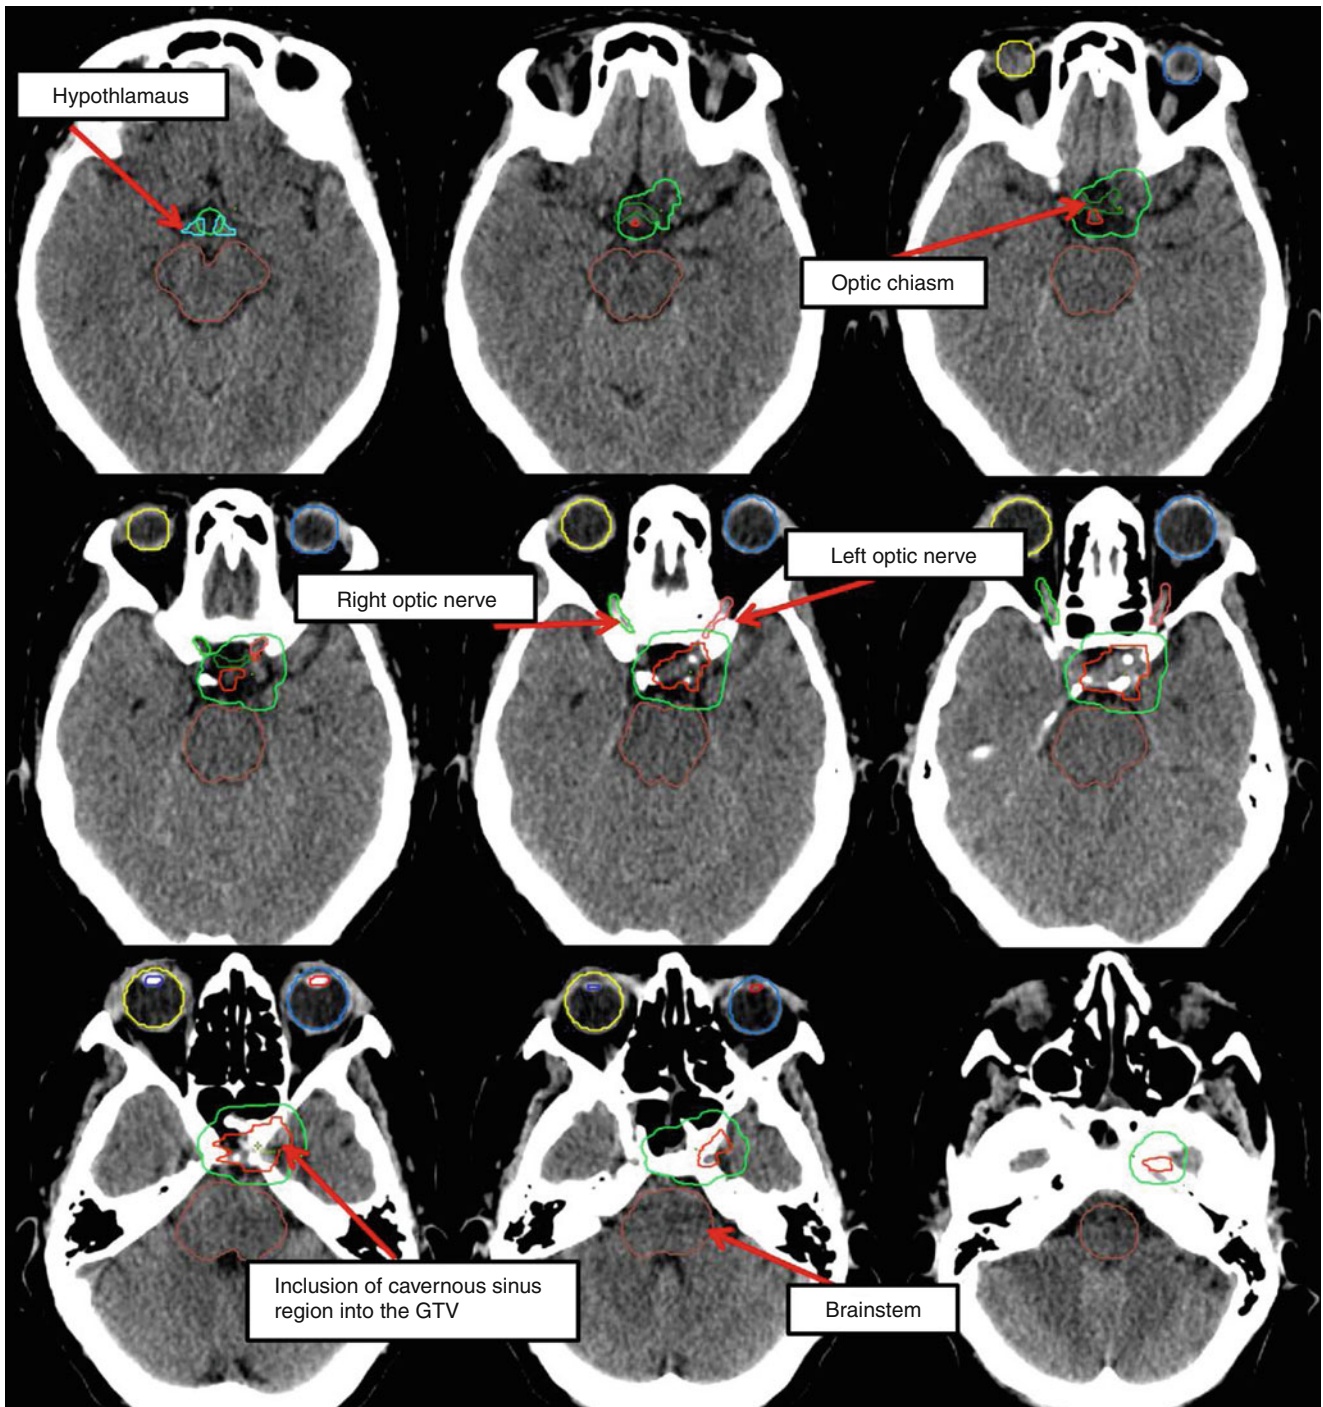 Hypothlamaus
Optic chiasm
Left optic nerve
Right optic nerve
Inclusion of cavernous sinus
region into the GTV
Brainstem